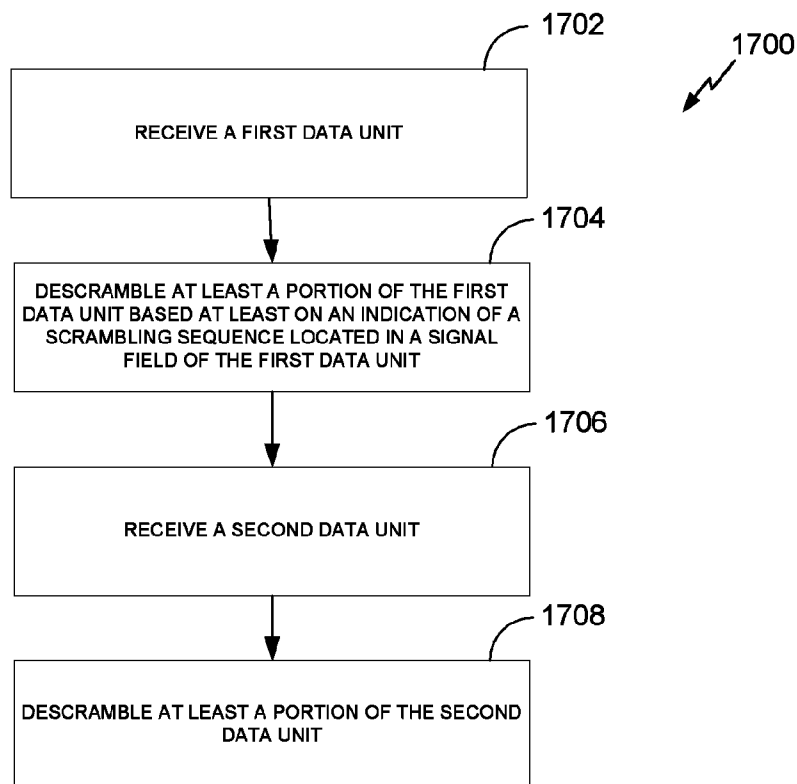 1702
1700
RECEIVE A FIRST DATA UNIT
1704
DESCRAMBLE AT LEAST A PORTION OF THE FIRST
DATA UNIT BASED AT LEAST ON AN INDICATION OF A
SCRAMBLING SEQUENCE LOCATED IN A SIGNAL
FIELD OF THE FIRST DATA UNIT
1706
RECEIVE A SECOND DATA UNIT
1708
DESCRAMBLE AT LEAST A PORTION OF THE SECOND
DATA UNIT